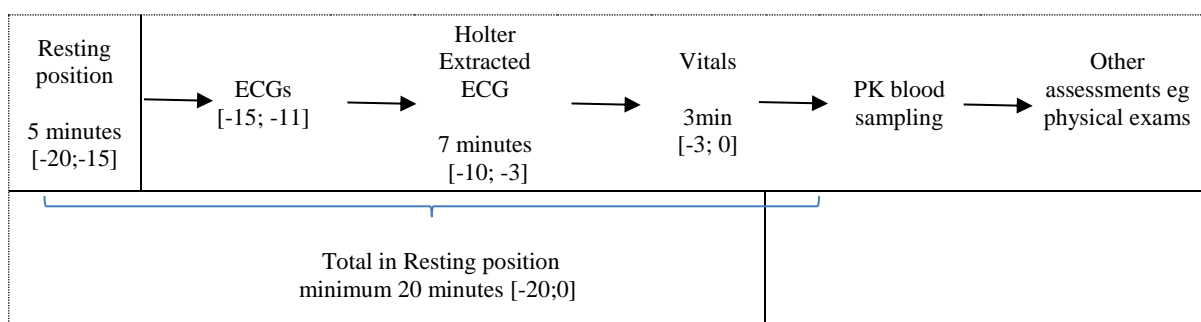 Resting
position
5 minutes
[-20;-15]
ECGs
[-15; -11]
Holter
Extracted
ECG
7 minutes
[-10; -3]
Vitals
3min
[-3; 0]
PK blood
sampling
Other
assessments eg
physical exams
Total in Resting position
minimum 20 minutes [-20;0]